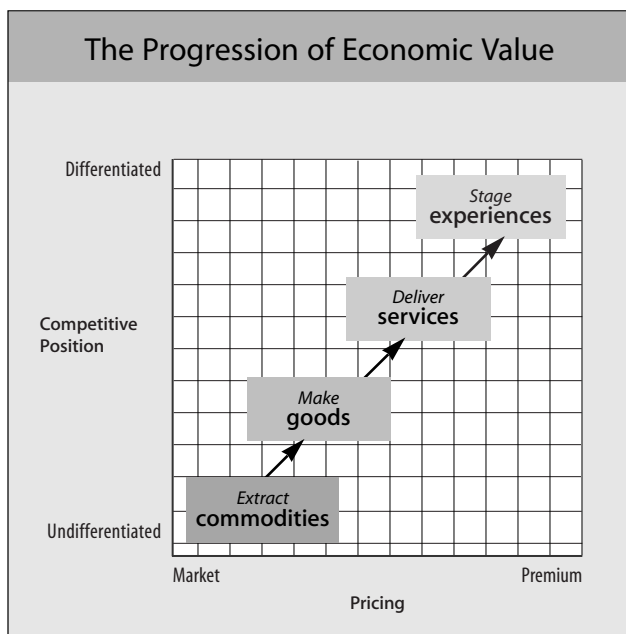 The Progression of Economic Value
Differentiated
Stage
experiences
Deliver
services
Competitive
Position
Make
goods
Extract
commodities
Undifferentiated
Market
Premium
Pricing